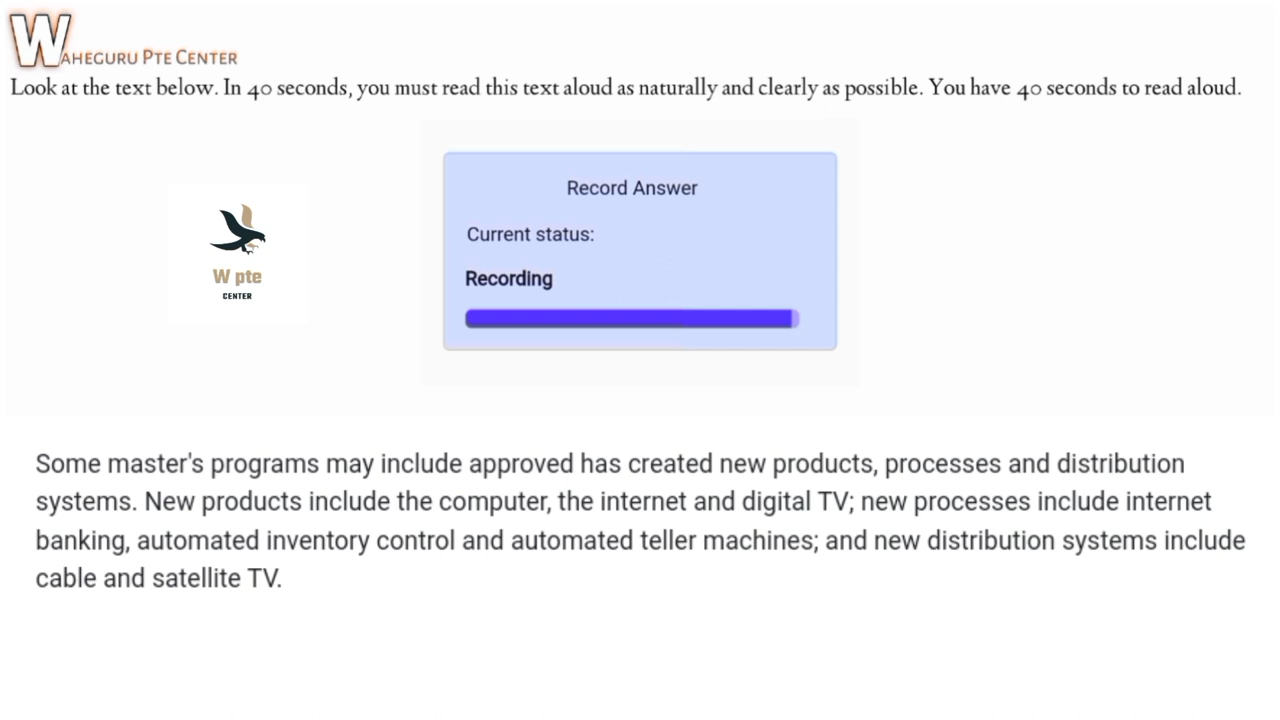 WAHEGURU PTE CENTER
Look at the text below. In 40 seconds, you must read this text aloud as naturally and clearly as possible. You have 40 seconds to read aloud.
Record Answer
Current status:
Recording
W pte
CENTER
Some master's programs may include approved has created new products, processes and distribution
systems. New products include the computer, the internet and digital TV; new processes include internet
banking, automated inventory control and automated teller machines; and new distribution systems include
cable and satellite TV.